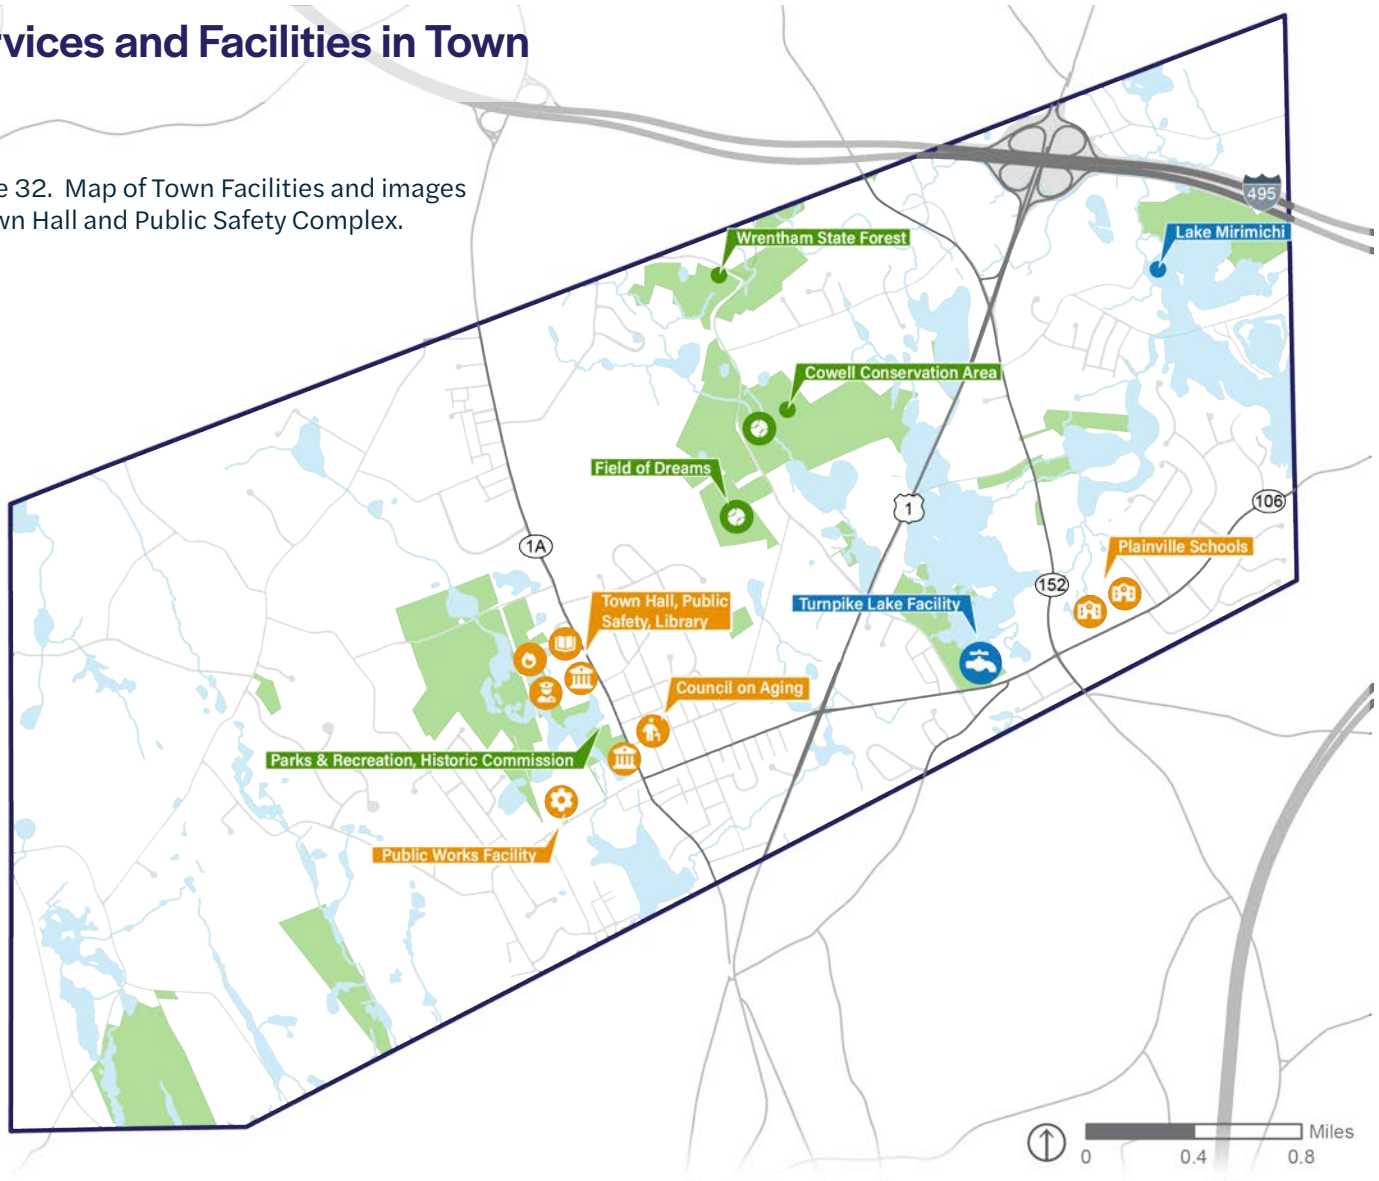 rvices and Facilities in Town
e 32. Map of Town Facilities and images
wn Hall and Public Safety Complex.
495
Wrentham State Forest
Lake Mirimichi
Cowell Conservation Area
Field of Dreams
1
106
1A
Plainville Schools
152
Town Hall, Public
Safety, Library
Turnpike Lake Facility
Council on Aging
Parks & Recreation, Historic Commission
Public Works Facility
Miles
0 0.4 0.8